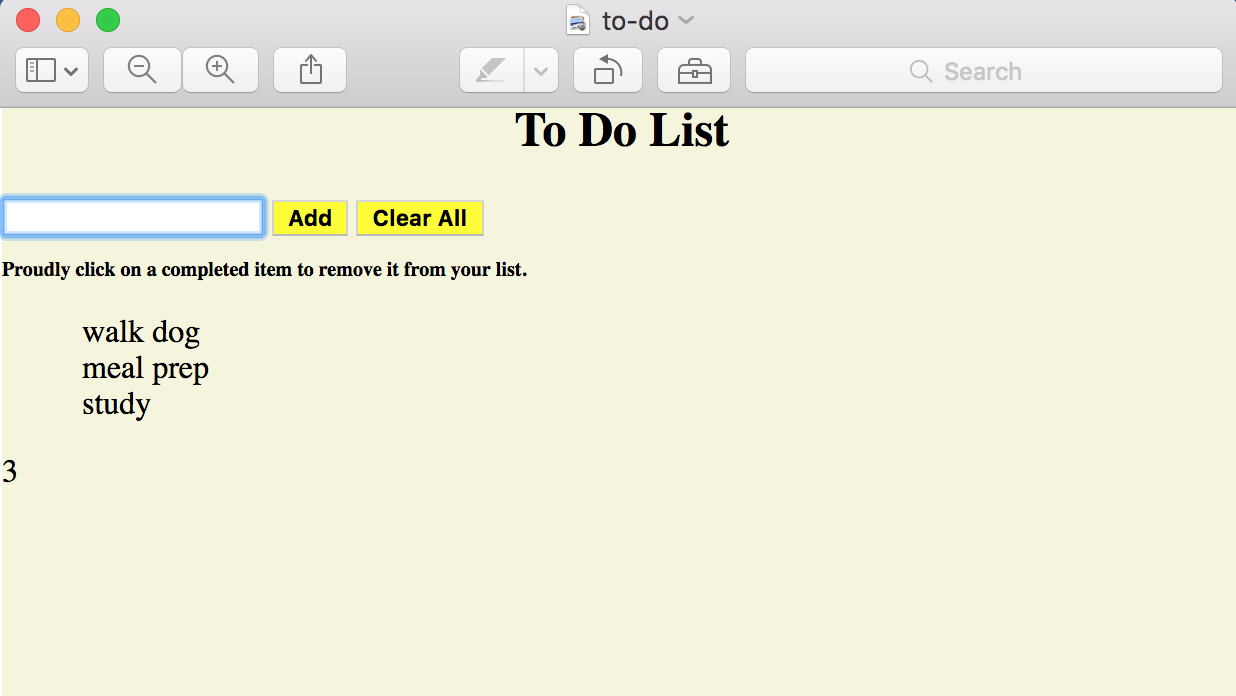 to-do
Search
To Do List
Add Clear All
Proudly click on a completed item to remove it from your list.
walk dog
meal prep
study
3